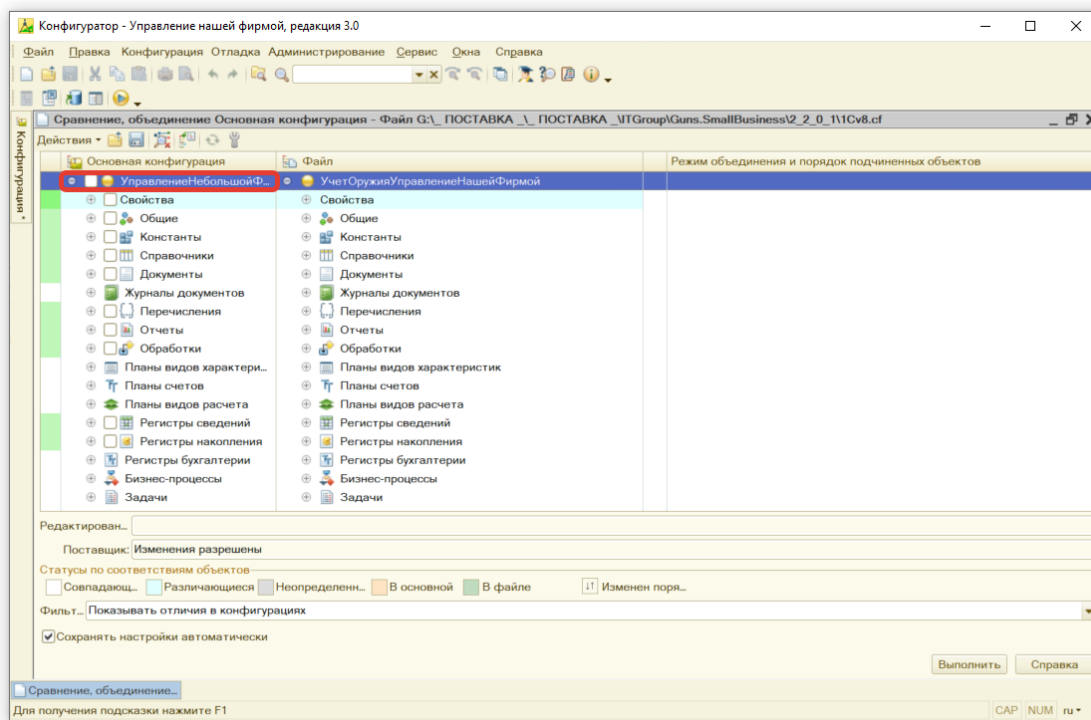 Конфигуратор - Управление нашей фирмой, редакция 3.0
Файл Правка Конфигурация Отладка Администрирование Сервис Окна Справка
Конфигурация *
Сравнение, объединение Основная конфигурация - Файл G:\_ ПОСТАВКА _\_ ПОСТАВКА _\ITGroup\Guns.SmallBusiness\2_2_0_1\1Cv8.cf
Действия
Основная конфигурация Файл Режим объединения и порядок подчиненных объектов
УправлениеНебольшойФ... УчетОружияУправлениеНашейФирмой
Свойства Свойства
Общие Общие
Константы Константы
Справочники Справочники
Документы Документы
Журналы документов Журналы документов
Перечисления Перечисления
Отчеты Отчеты
Обработки Обработки
Планы видов характери... Планы видов характеристик
Планы счетов Планы счетов
Планы видов расчета Планы видов расчета
Регистры сведений Регистры сведений
Регистры накопления Регистры накопления
Регистры бухгалтерии Регистры бухгалтерии
Бизнес-процессы Бизнес-процессы
Задачи Задачи
Редактирован...
Поставщик: Изменения разрешены
Статусы по соответствиям объектов
Совпадающ... Различающиеся Неопределенн... В основной В файле Изменен поря...
Фильт... Показывать отличия в конфигурациях
Сохранять настройки автоматически
Выполнить Справка
Сравнение, объединение...
Для получения подсказки нажмите F1 CAP NUM ru